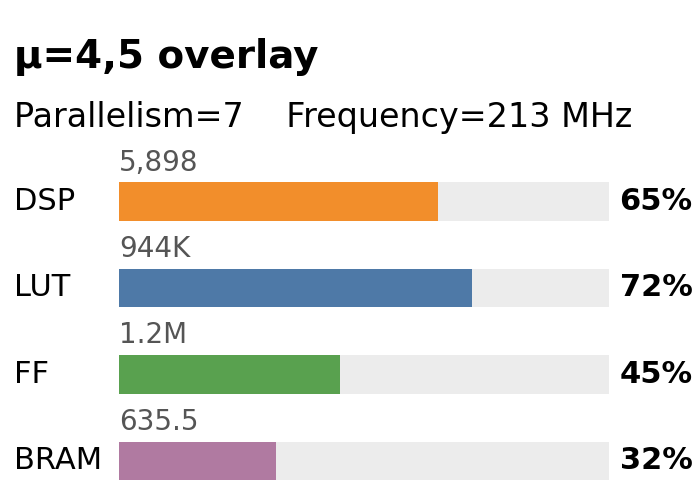 μ=4,5 overlay
Parallelism=7 Frequency=213 MHz
5,898
DSP 65%
944K
LUT 72%
1.2M
FF 45%
635.5
BRAM 32%